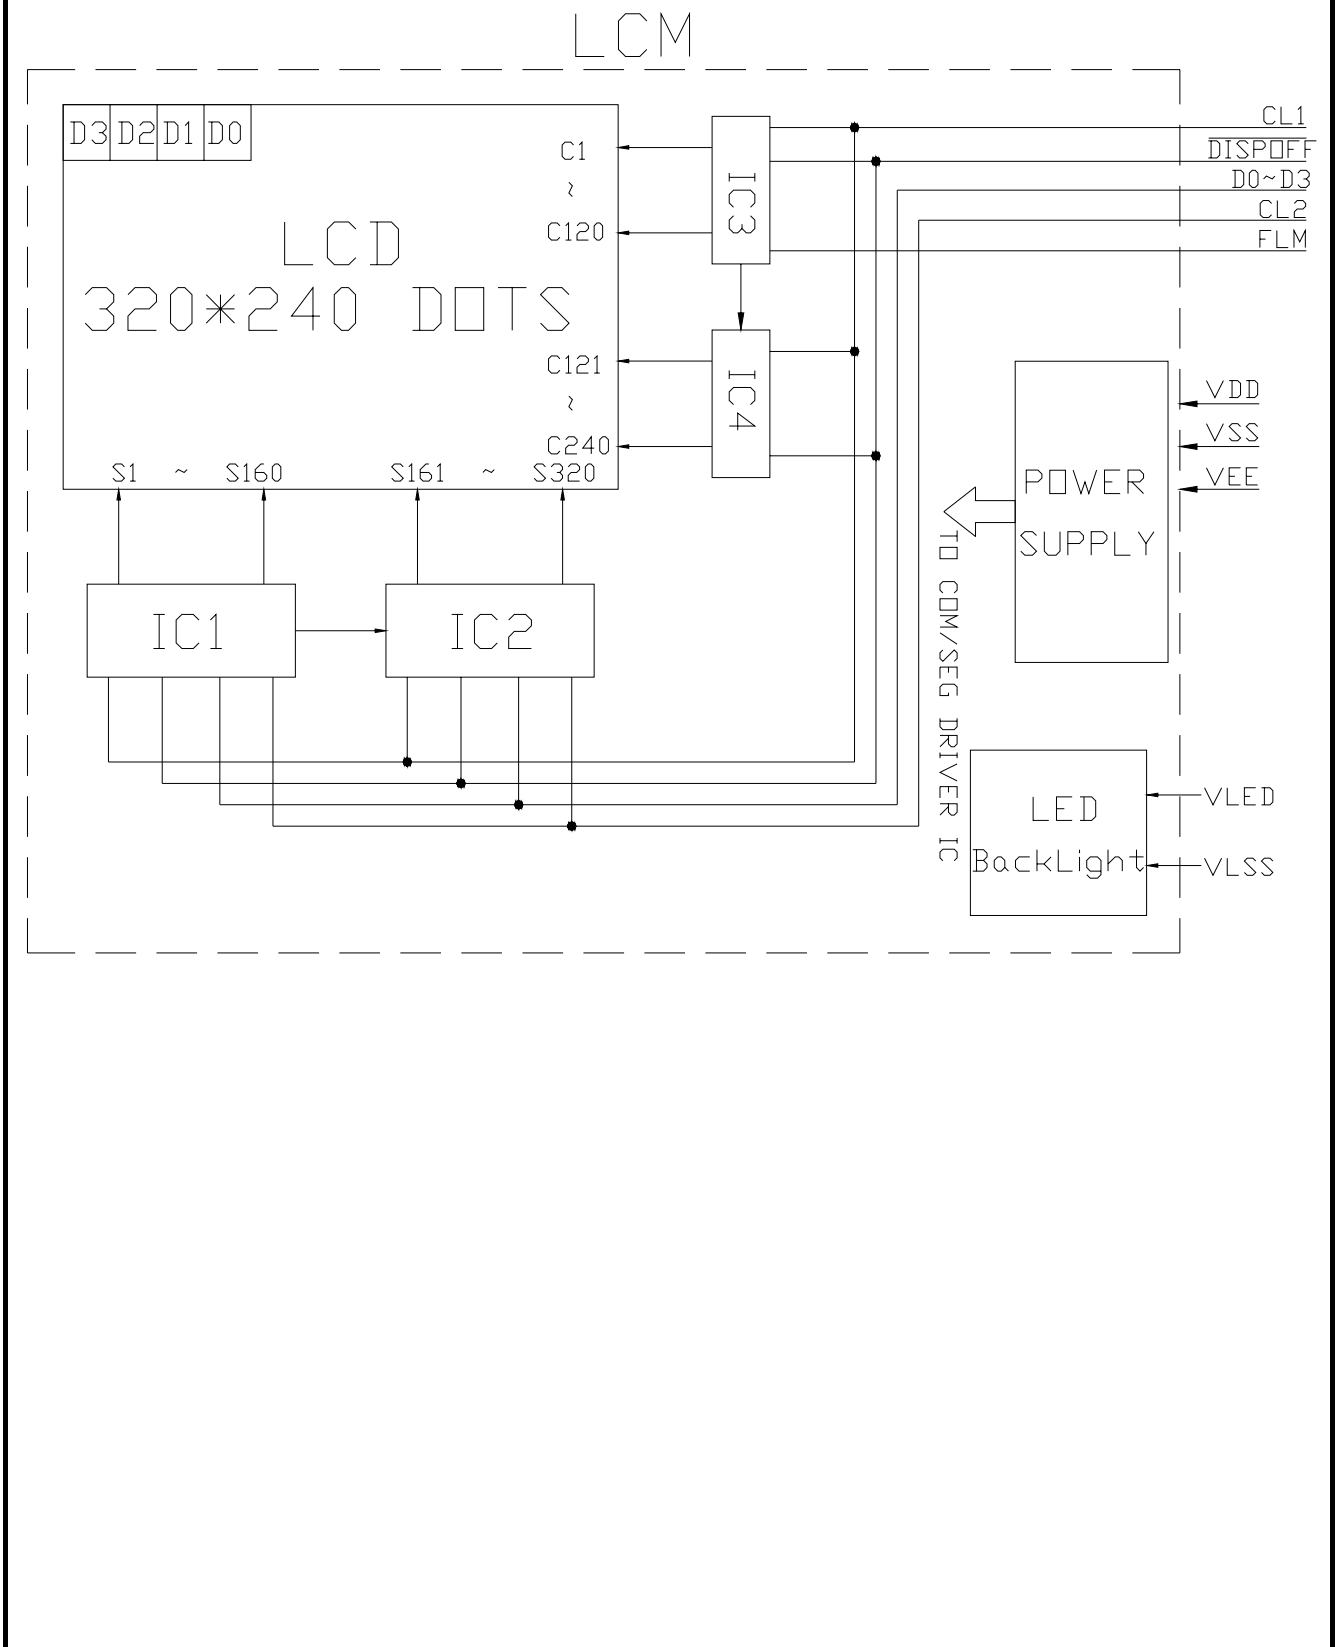 LCM
D3 D2 D1 D0
LCD
320*240 DOTS
C1
~
C120
C121
~
C240
S1 ~ S160 S161 ~ S320
IC3
IC4
IC1
IC2
CL1
DISPOFF
D0~D3
CL2
FLM
VDD
VSS
VEE
POWER
SUPPLY
TO COM/SEG DRIVER IC
LED
BackLight
VLED
VLSS